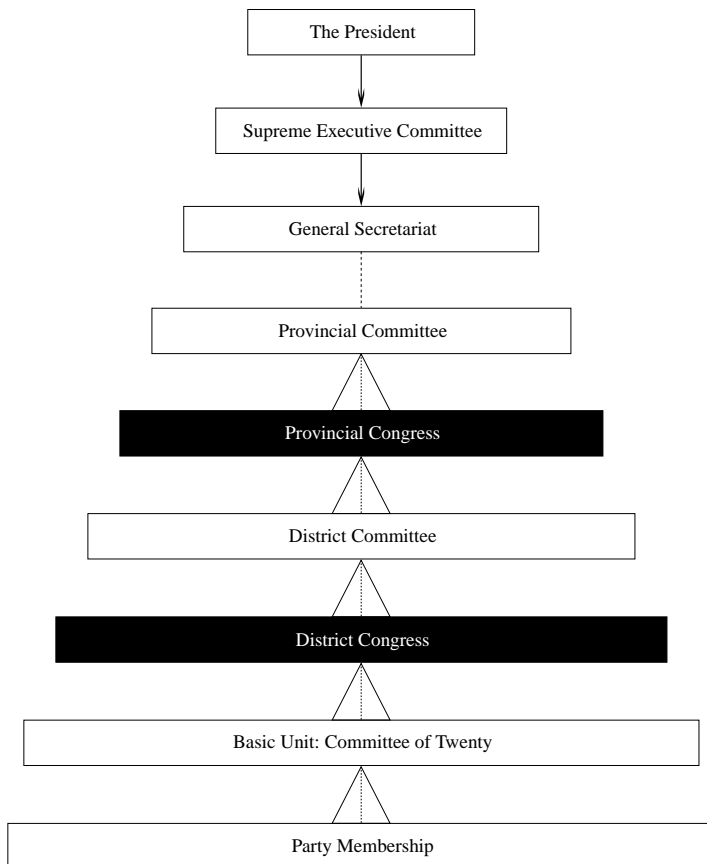 The President
Supreme Executive Committee
General Secretariat
Provincial Committee
Provincial Congress
District Committee
District Congress
Basic Unit: Committee of Twenty
Party Membership